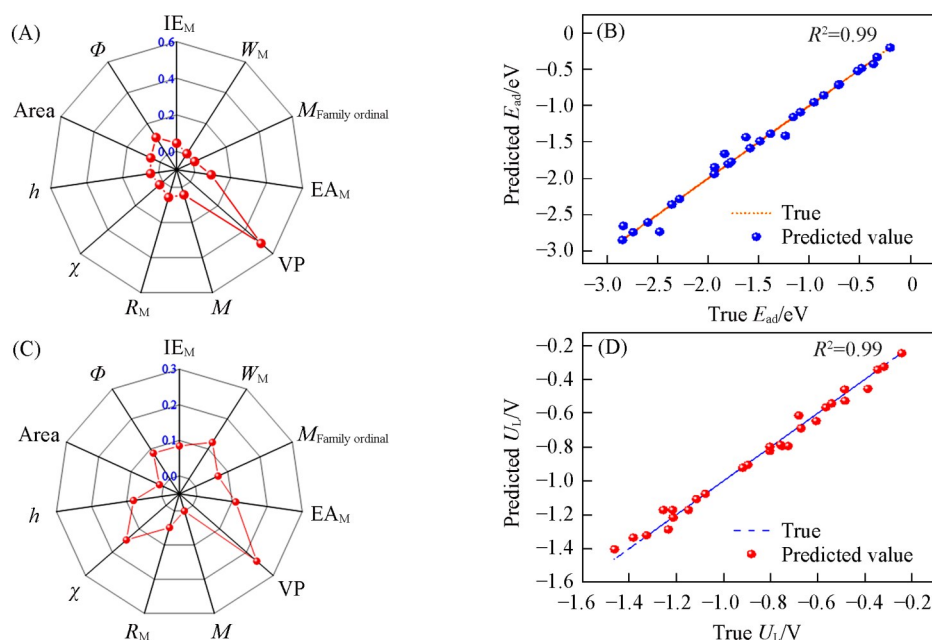 (A)
IE_M
W_M
M_Family ordinal
EA_M
VP
M
R_M
χ
h
Area
Φ
0.6
0.4
0.2
0.0
(B)
R²=0.99
Predicted E_ad/eV
0
−0.5
−1.0
−1.5
−2.0
−2.5
−3.0
True
Predicted value
−3.0 −2.5 −2.0 −1.5 −1.0 −0.5 0
True E_ad/eV
(C)
IE_M
W_M
M_Family ordinal
EA_M
VP
M
R_M
χ
h
Area
Φ
0.3
0.2
0.1
0.0
(D)
R²=0.99
Predicted U_L/V
−0.2
−0.4
−0.6
−0.8
−1.0
−1.2
−1.4
−1.6
True
Predicted value
−1.6 −1.4 −1.2 −1.0 −0.8 −0.6 −0.4 −0.2
True U_L/V